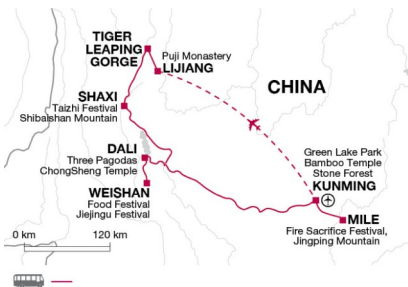 TIGER
LEAPING
GORGE
Puji Monastery
LIJIANG
CHINA
SHAXI
Taizhi Festival
Shibaishan Mountain
DALI
Three Pagodas
ChongSheng Temple
WEISHAN
Food Festival
Jiejingu Festival
Green Lake Park
Bamboo Temple
Stone Forest
KUNMING
MILE
Fire Sacrifice Festival,
Jingping Mountain
0 km
120 km